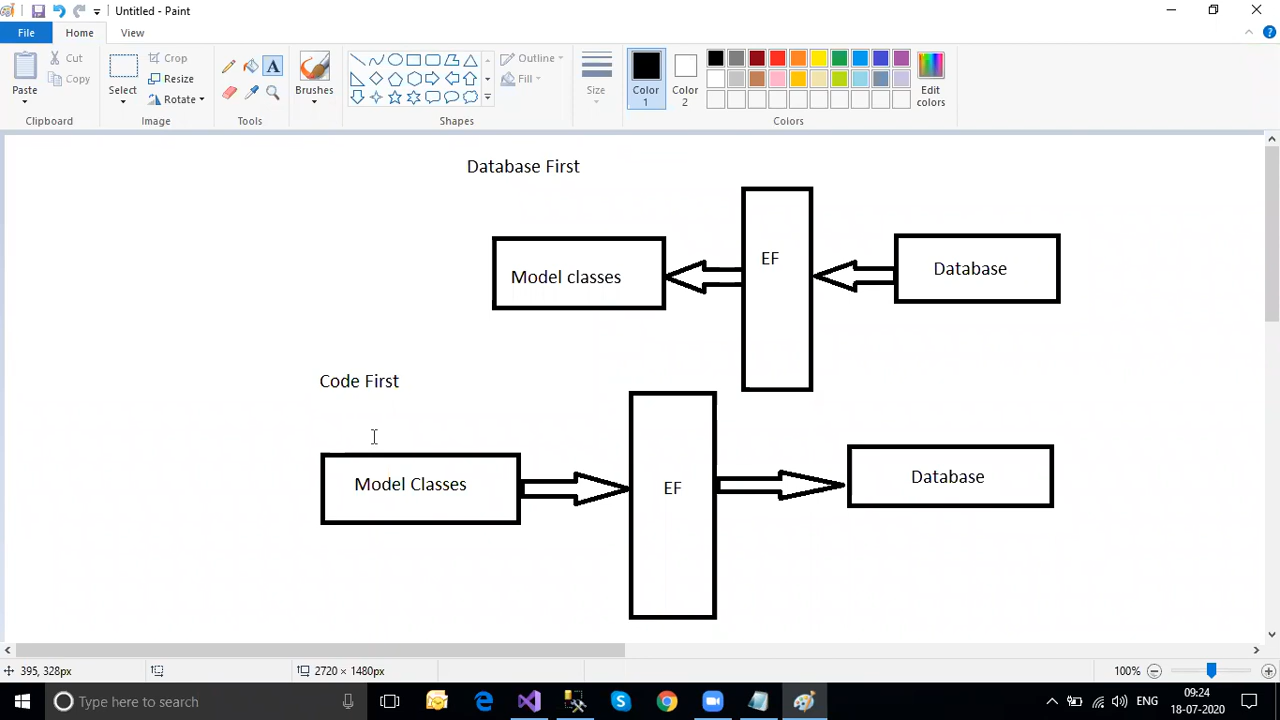 Untitled - Paint
File
Home
View
Paste
Cut
Copy
Clipboard
Select
Crop
Resize
Rotate
Image
A
Tools
Brushes
Shapes
Outline
Fill
Size
Color
1
Color
2
Edit
colors
Colors
Database First
Model classes
EF
Database
Code First
Model Classes
EF
Database
395, 328px
2720 × 1480px
100%
Type here to search
ENG
09:24
18-07-2020